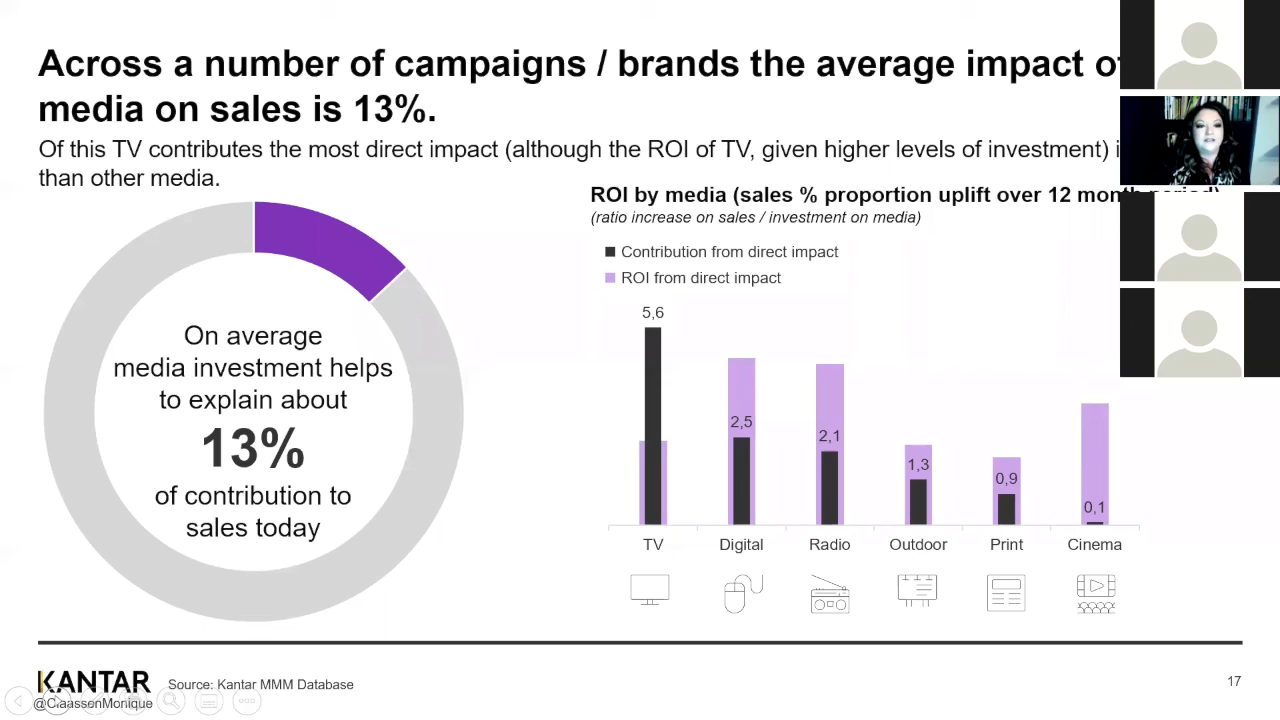 Across a number of campaigns / brands the average impact of
media on sales is 13%.
Of this TV contributes the most direct impact (although the ROI of TV, given higher levels of investment)
than other media.
ROI by media (sales % proportion uplift over 12 month period)
(ratio increase on sales / investment on media)
Contribution from direct impact
ROI from direct impact
On average
media investment helps
to explain about
13%
of contribution to
sales today
5,6
2,5
2,1
1,3
0,9
0,1
TV Digital Radio Outdoor Print Cinema
KANTAR
Source: Kantar MMM Database
17
@ClaassenMonique